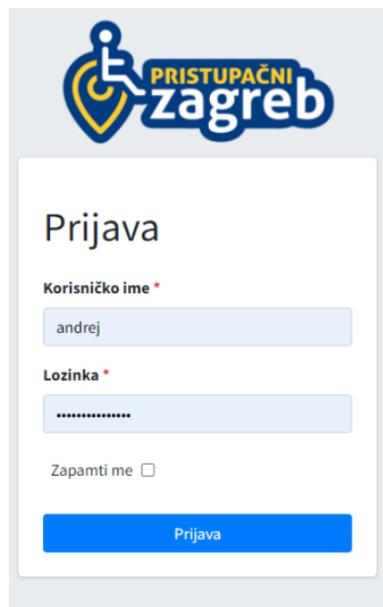 PRISTUPAČNI
zagreb
Prijava
Korisničko ime *
andrej
Lozinka *
•••••••••••••••
Zapamti me
Prijava